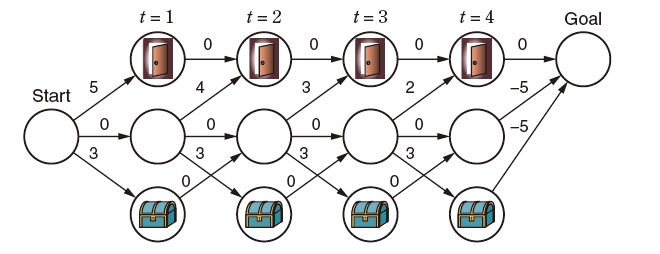 t = 1 t = 2 t = 3 t = 4 Goal
0 0 0 0
5 4 3 2 −5
Start
0 0 0 0 −5
3 3 3 3
0 0 0